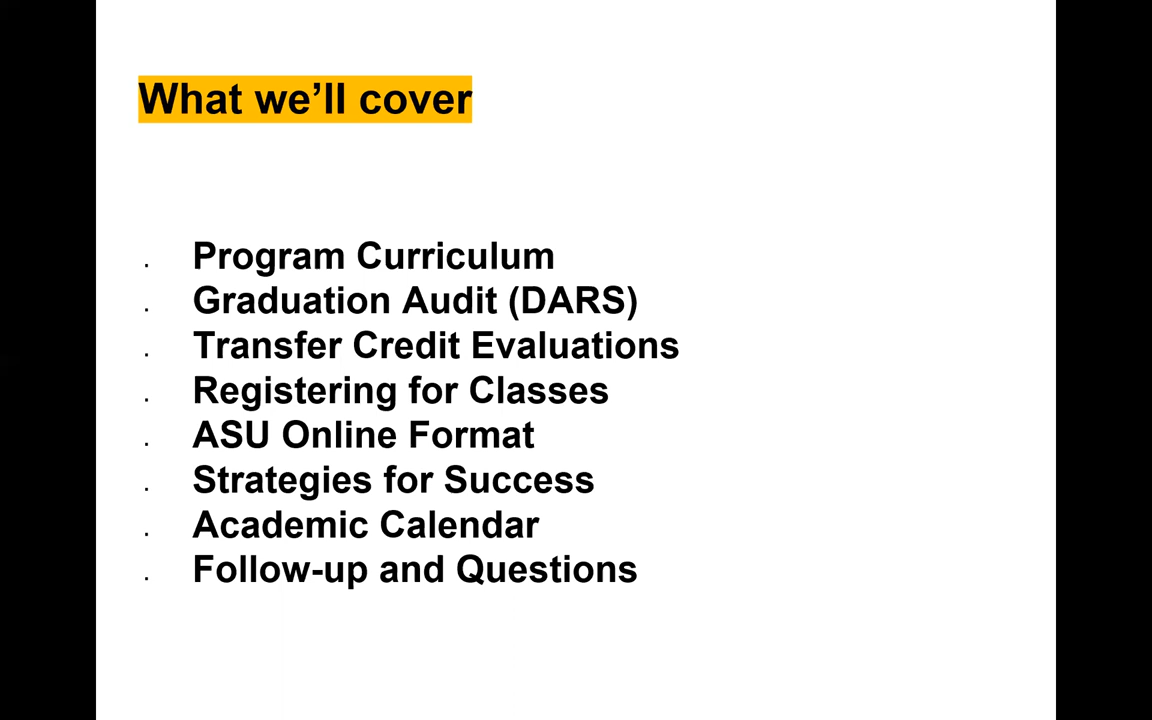 What we’ll cover
. Program Curriculum
. Graduation Audit (DARS)
. Transfer Credit Evaluations
. Registering for Classes
. ASU Online Format
. Strategies for Success
. Academic Calendar
. Follow-up and Questions